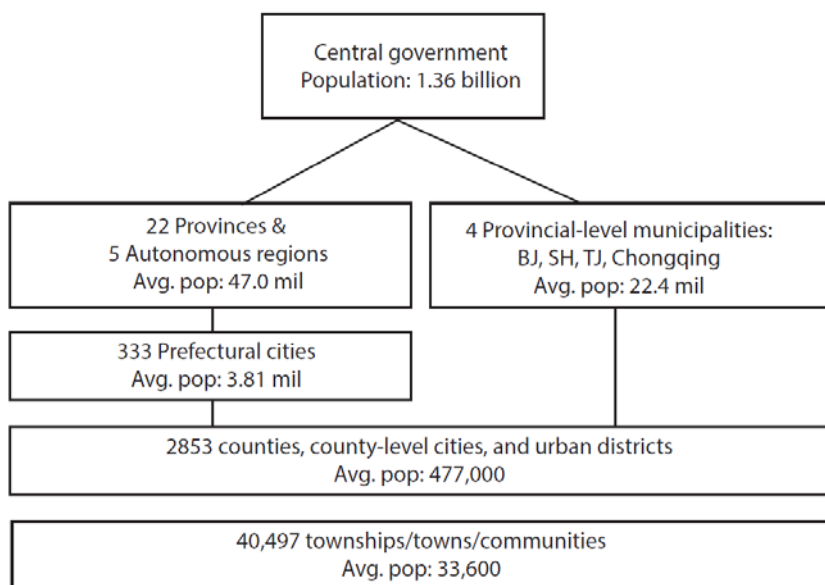 Central government
Population: 1.36 billion
22 Provinces &
5 Autonomous regions
Avg. pop: 47.0 mil
4 Provincial-level municipalities:
BJ, SH, TJ, Chongqing
Avg. pop: 22.4 mil
333 Prefectural cities
Avg. pop: 3.81 mil
2853 counties, county-level cities, and urban districts
Avg. pop: 477,000
40,497 townships/towns/communities
Avg. pop: 33,600